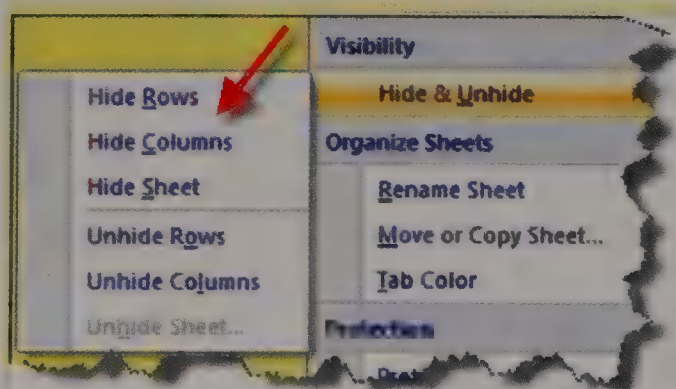 Visibility
Hide & Unhide
Hide Rows
Hide Columns
Hide Sheet
Unhide Rows
Unhide Columns
Unhide Sheet...
Organize Sheets
Rename Sheet
Move or Copy Sheet...
Tab Color
Protection